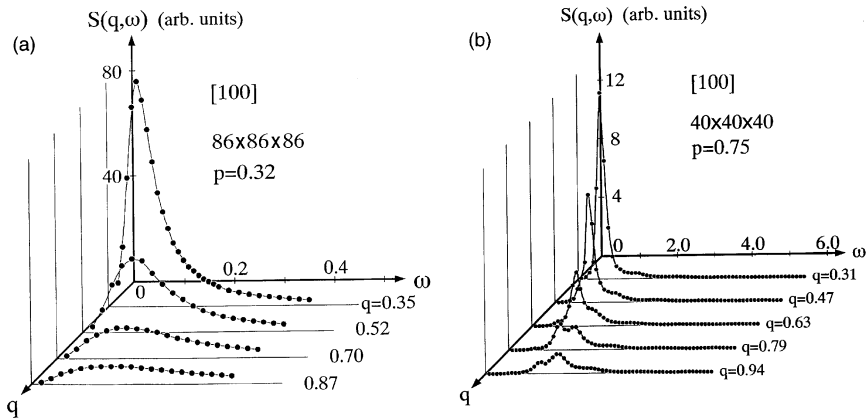 (a)
S(q,ω) (arb. units)
80
40
[100]
86x86x86
p=0.32
0
0.2
0.4
ω
q=0.35
0.52
0.70
0.87
q
(b)
S(q,ω) (arb. units)
12
8
4
[100]
40x40x40
p=0.75
0
2.0
4.0
6.0
ω
q=0.31
q=0.47
q=0.63
q=0.79
q=0.94
q